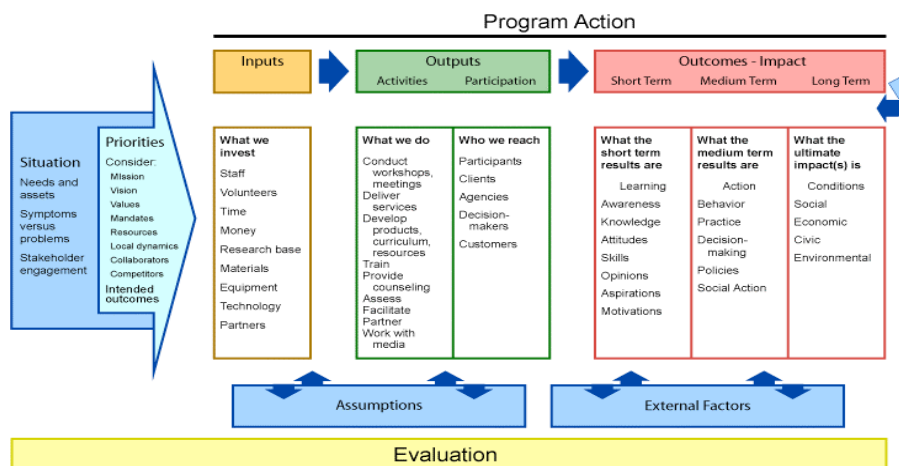 Program Action
Inputs
Outputs
Activities
Participation
Outcomes - Impact
Short Term
Medium Term
Long Term
Situation
Needs and
assets
Symptoms
versus
problems
Stakeholder
engagement
Priorities
Consider:
MIssion
Vision
Values
Mandates
Resources
Local dynamics
Collaborators
Competitors
Intended
outcomes
What we
invest
Staff
Volunteers
Time
Money
Research base
Materials
Equipment
Technology
Partners
What we do
Conduct
workshops,
meetings
Deliver
services
Develop
products,
curriculum,
resources
Train
Provide
counseling
Assess
Facilitate
Partner
Work with
media
Who we reach
Participants
Clients
Agencies
Decision-
makers
Customers
What the
short term
results are
Learning
Awareness
Knowledge
Attitudes
Skills
Opinions
Aspirations
Motivations
What the
medium term
results are
Action
Behavior
Practice
Decision-
making
Policies
Social Action
What the
ultimate
impact(s) is
Conditions
Social
Economic
Civic
Environmental
Assumptions
External Factors
Evaluation